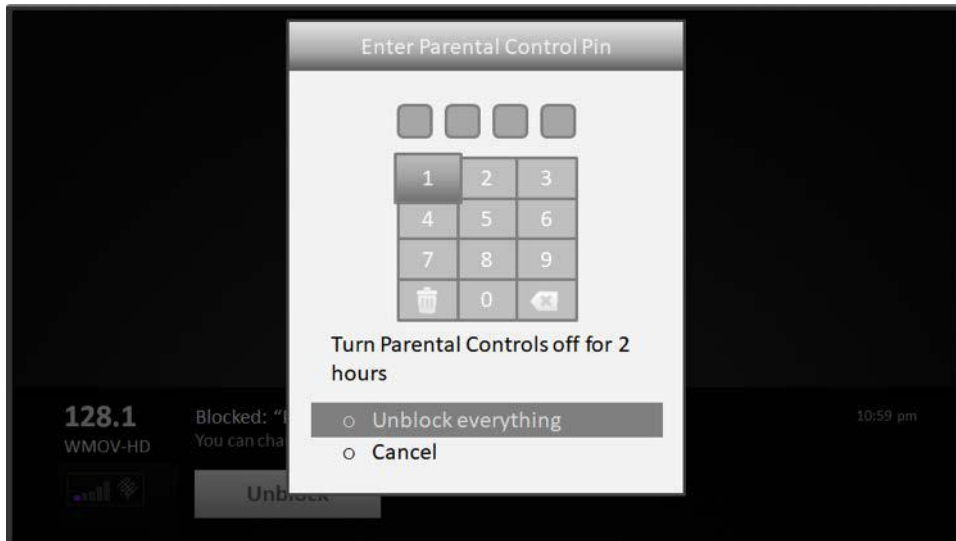 Enter Parental Control Pin
1 2 3
4 5 6
7 8 9
0
Turn Parental Controls off for 2
hours
Unblock everything
Cancel
128.1
WMOV-HD
Blocked:
You can
10:59 pm